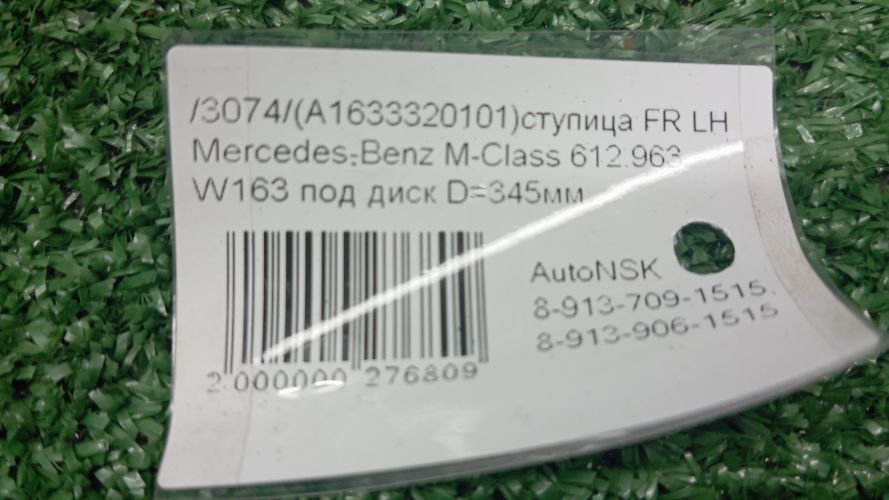 /3074/(A1633320101)ступица FR LH
Mercedes-Benz M-Class 612.963
W163 под диск D=345мм
AutoNSK
8-913-709-1515.
8-913-906-1515
2 000000 276809